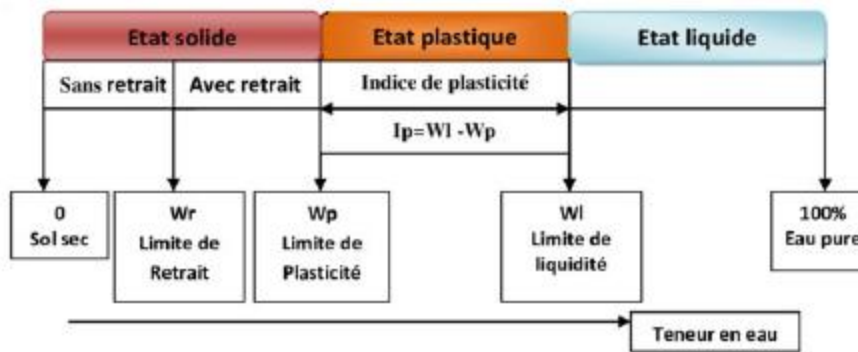 Etat solide
Etat plastique
Etat liquide
Sans retrait
Avec retrait
Indice de plasticité
Ip=Wl -Wp
0
Sol sec
Wr
Limite de
Retrait
Wp
Limite de
Plasticité
Wl
Limite de
liquidité
100%
Eau pure
Teneur en eau